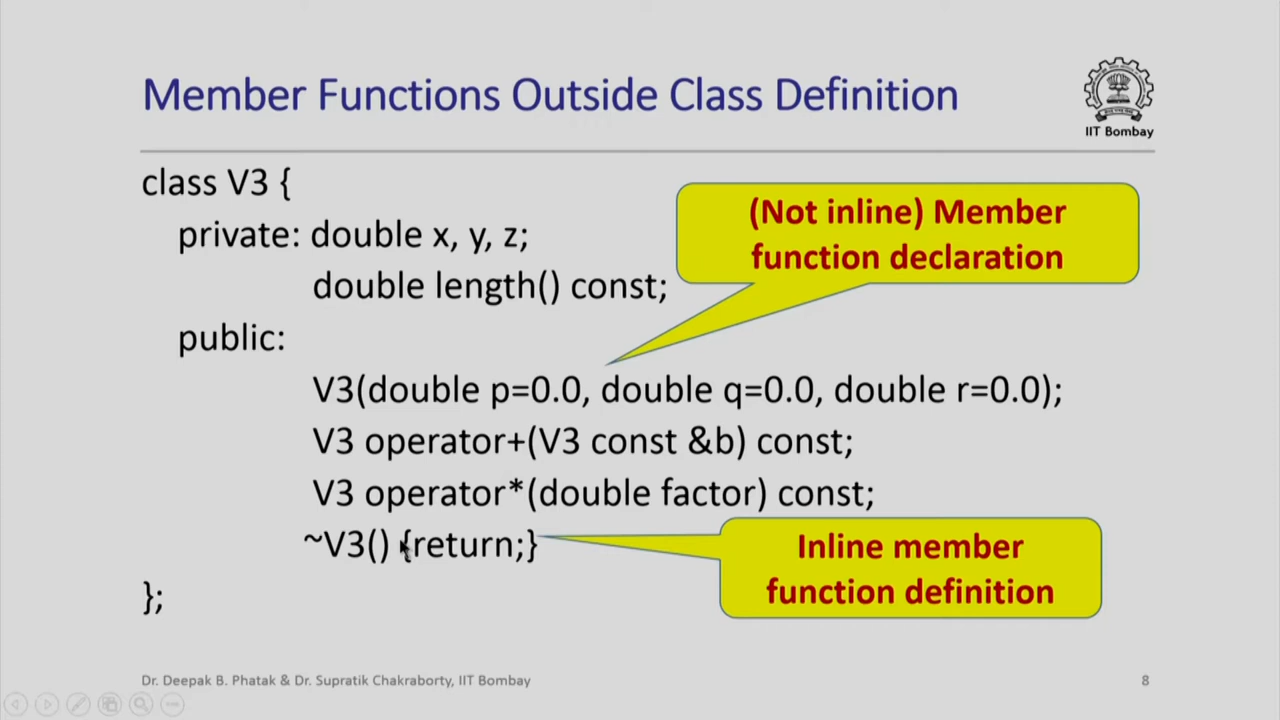 Member Functions Outside Class Definition
IIT Bombay
class V3 {
private: double x, y, z;
double length() const;
(Not inline) Member
function declaration
public:
V3(double p=0.0, double q=0.0, double r=0.0);
V3 operator+(V3 const &b) const;
V3 operator*(double factor) const;
~V3() {return;}
Inline member
function definition
};
Dr. Deepak B. Phatak & Dr. Supratik Chakraborty, IIT Bombay
8